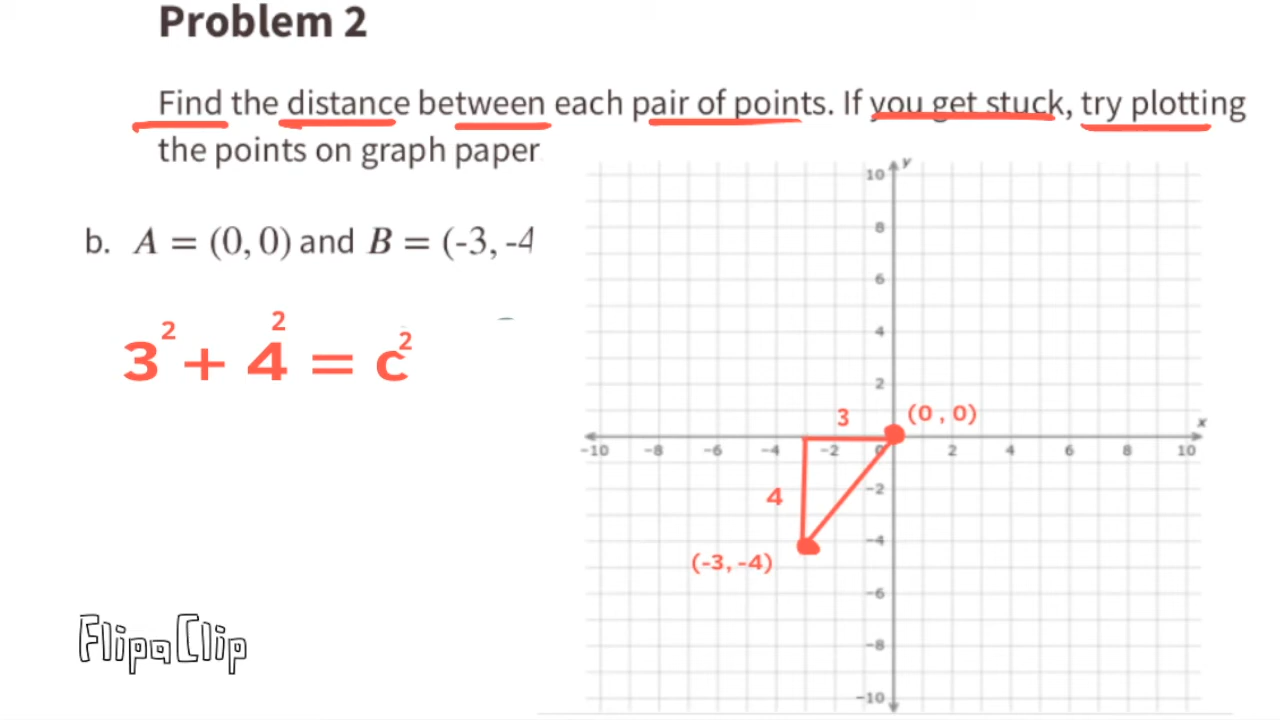 Problem 2
Find the distance between each pair of points. If you get stuck, try plotting
the points on graph paper
b. A = (0, 0) and B = (-3, -4
3² + 4² = c²
y
10
8
6
4
2
3
(0 , 0)
x
-10 -8 -6 -4 -2 0 2 4 6 8 10
-2
4
-4
(-3, -4)
-6
-8
-10
FlipaClip